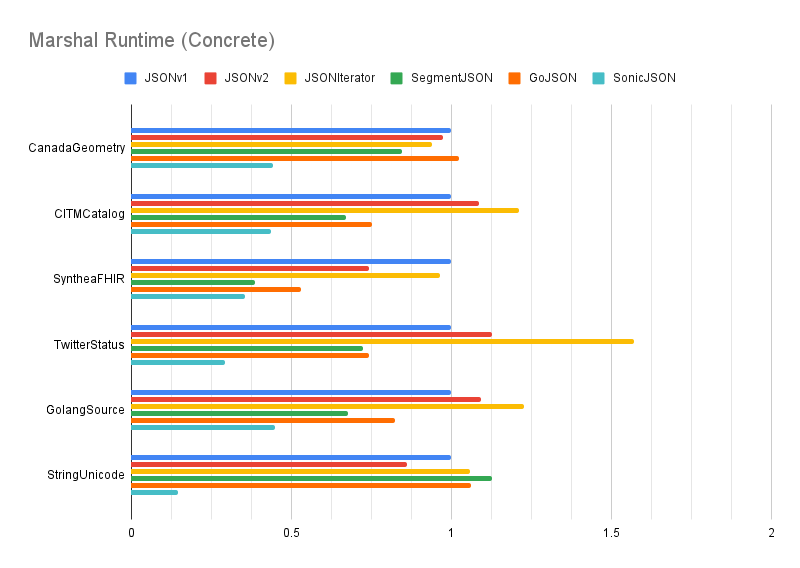 Marshal Runtime (Concrete)
JSONv1 JSONv2 JSONIterator SegmentJSON GoJSON SonicJSON
CanadaGeometry
CITMCatalog
SyntheaFHIR
TwitterStatus
GolangSource
StringUnicode
0 0.5 1 1.5 2